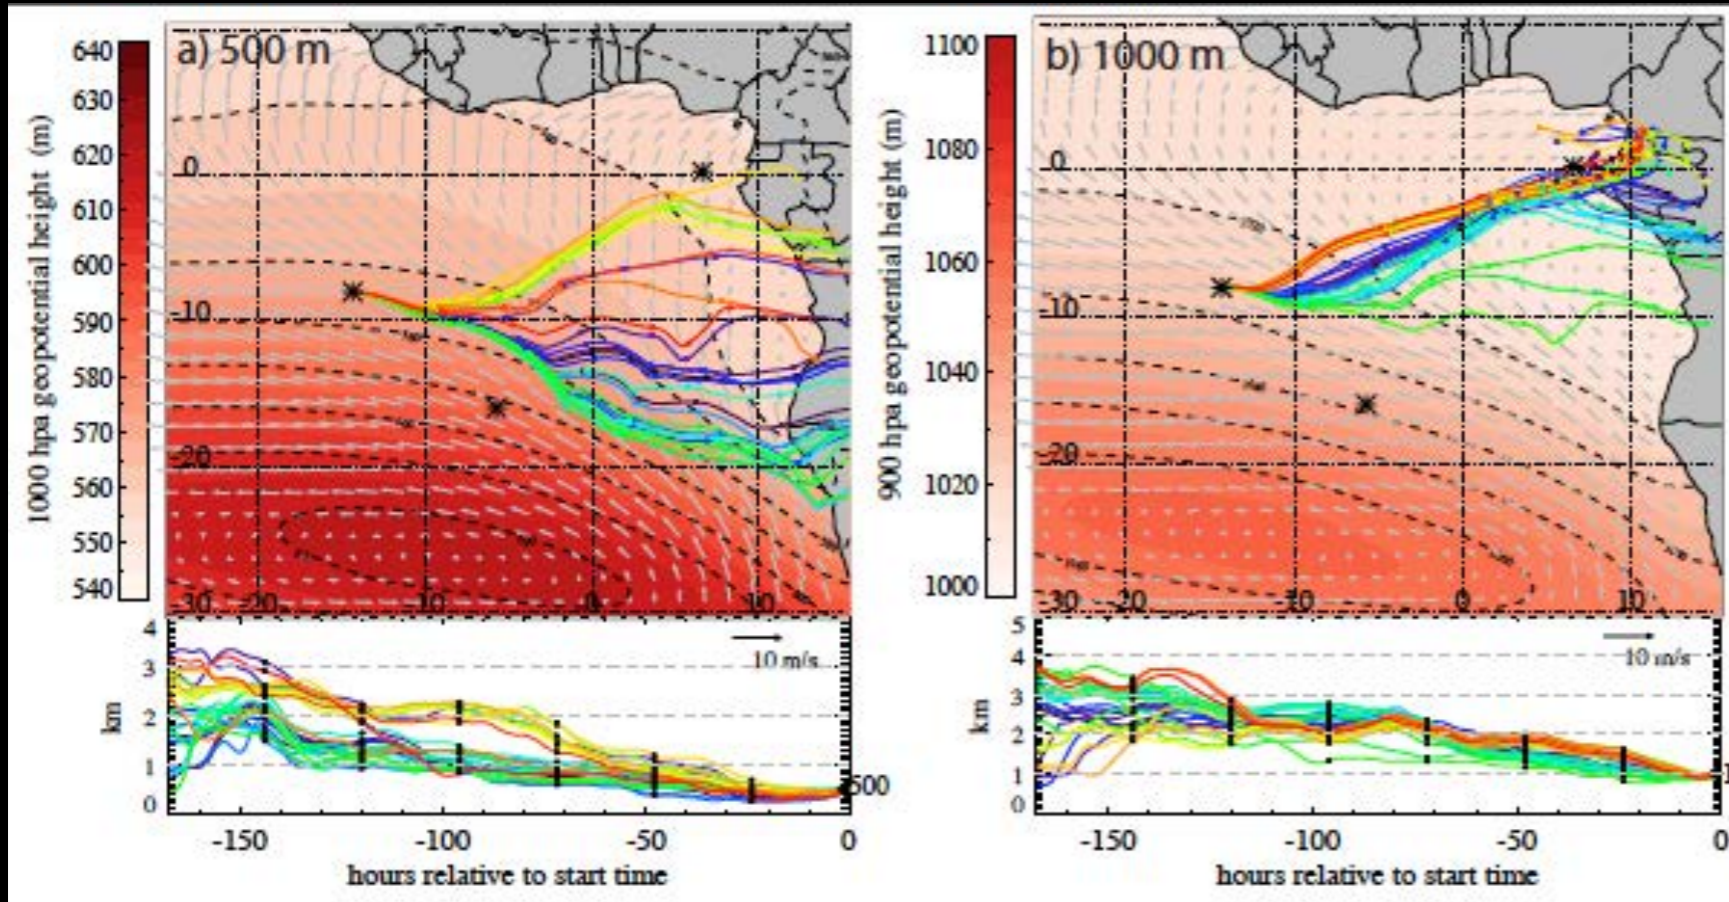 a) 500 m
1000 hpa geopotential height (m)
640
630
620
610
600
590
580
570
560
550
540
0
-10
-20
-30 -20 -10 0 10
4
3
2
1
0
km
10 m/s
500
-150 -100 -50 0
hours relative to start time
b) 1000 m
900 hpa geopotential height (m)
1100
1080
1060
1040
1020
1000
0
-10
-20
-30 -20 -10 0 10
5
4
3
2
1
0
km
10 m/s
-150 -100 -50 0
hours relative to start time